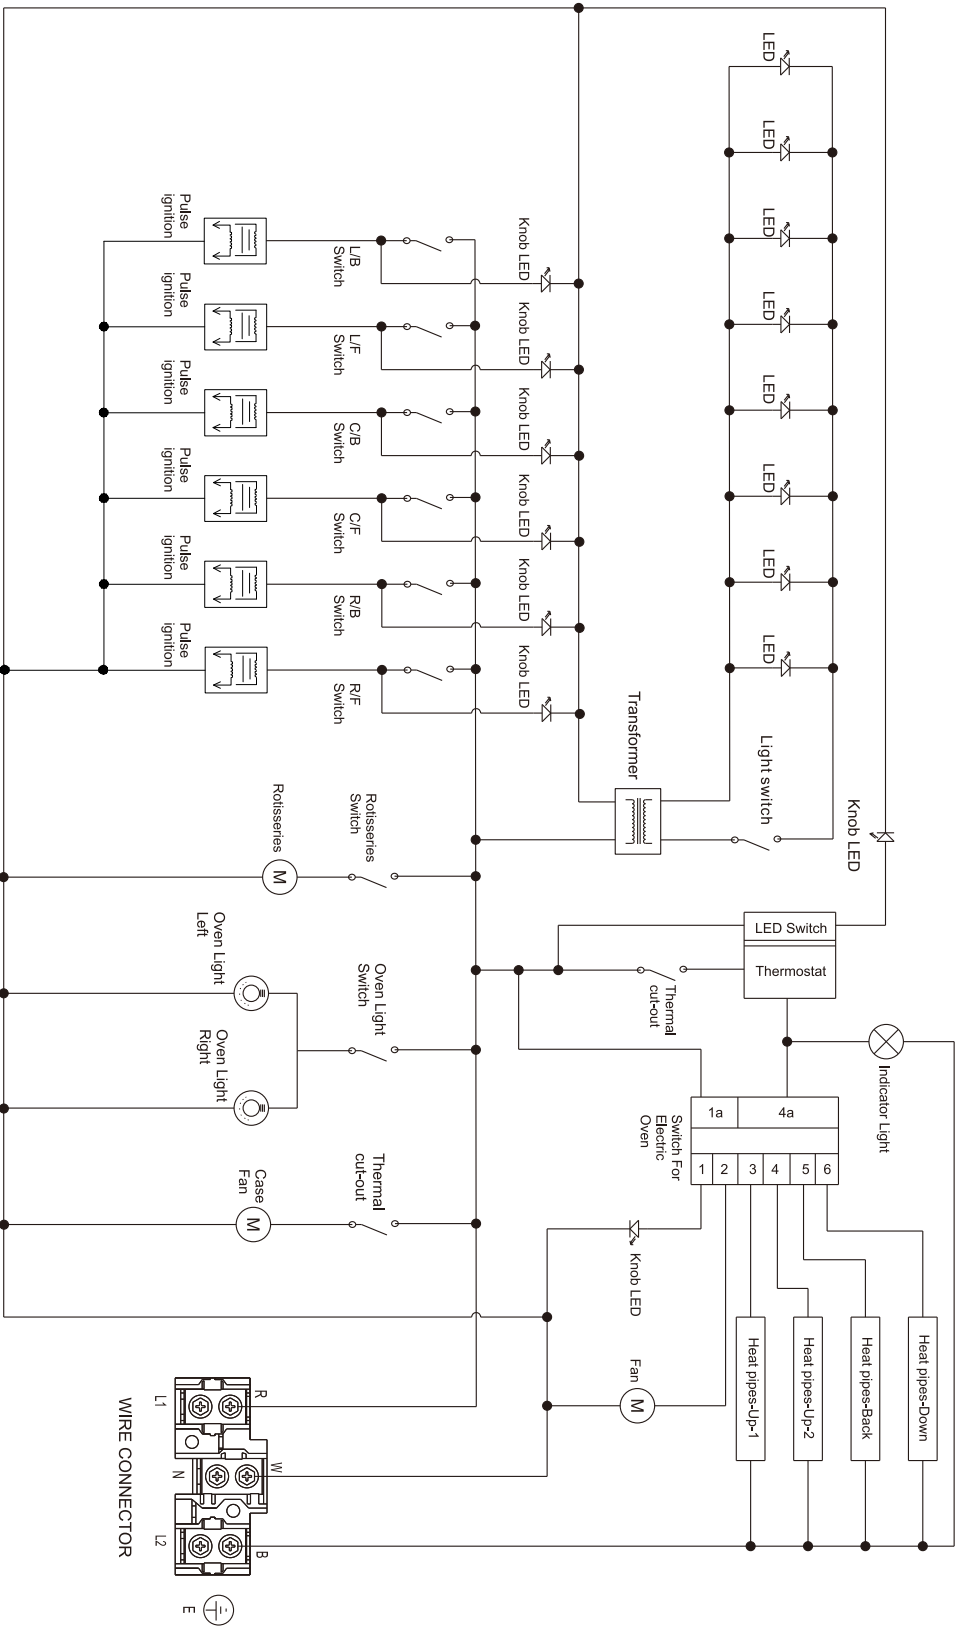 LED
LED
LED
LED
LED
LED
LED
LED
Pulse
ignition
Pulse
ignition
Pulse
ignition
Pulse
ignition
Pulse
ignition
Pulse
ignition
L/B
Switch
L/F
Switch
C/B
Switch
C/F
Switch
R/B
Switch
R/F
Switch
Knob LED
Knob LED
Knob LED
Knob LED
Knob LED
Knob LED
Transformer
Light switch
Knob LED
Rotisseries
M
Rotisseries
Switch
LED Switch
Thermostat
Thermal
cut-out
Oven Light
Left
Oven Light
Right
Oven Light
Switch
Indicator Light
1a
4a
Switch For
Electric
Oven
1
2
3
4
5
6
Case
Fan
M
Thermal
cut-out
Knob LED
Fan
M
Heat pipes-Up-1
Heat pipes-Up-2
Heat pipes-Back
Heat pipes-Down
R
L1
W
N
B
L2
WIRE CONNECTOR
E